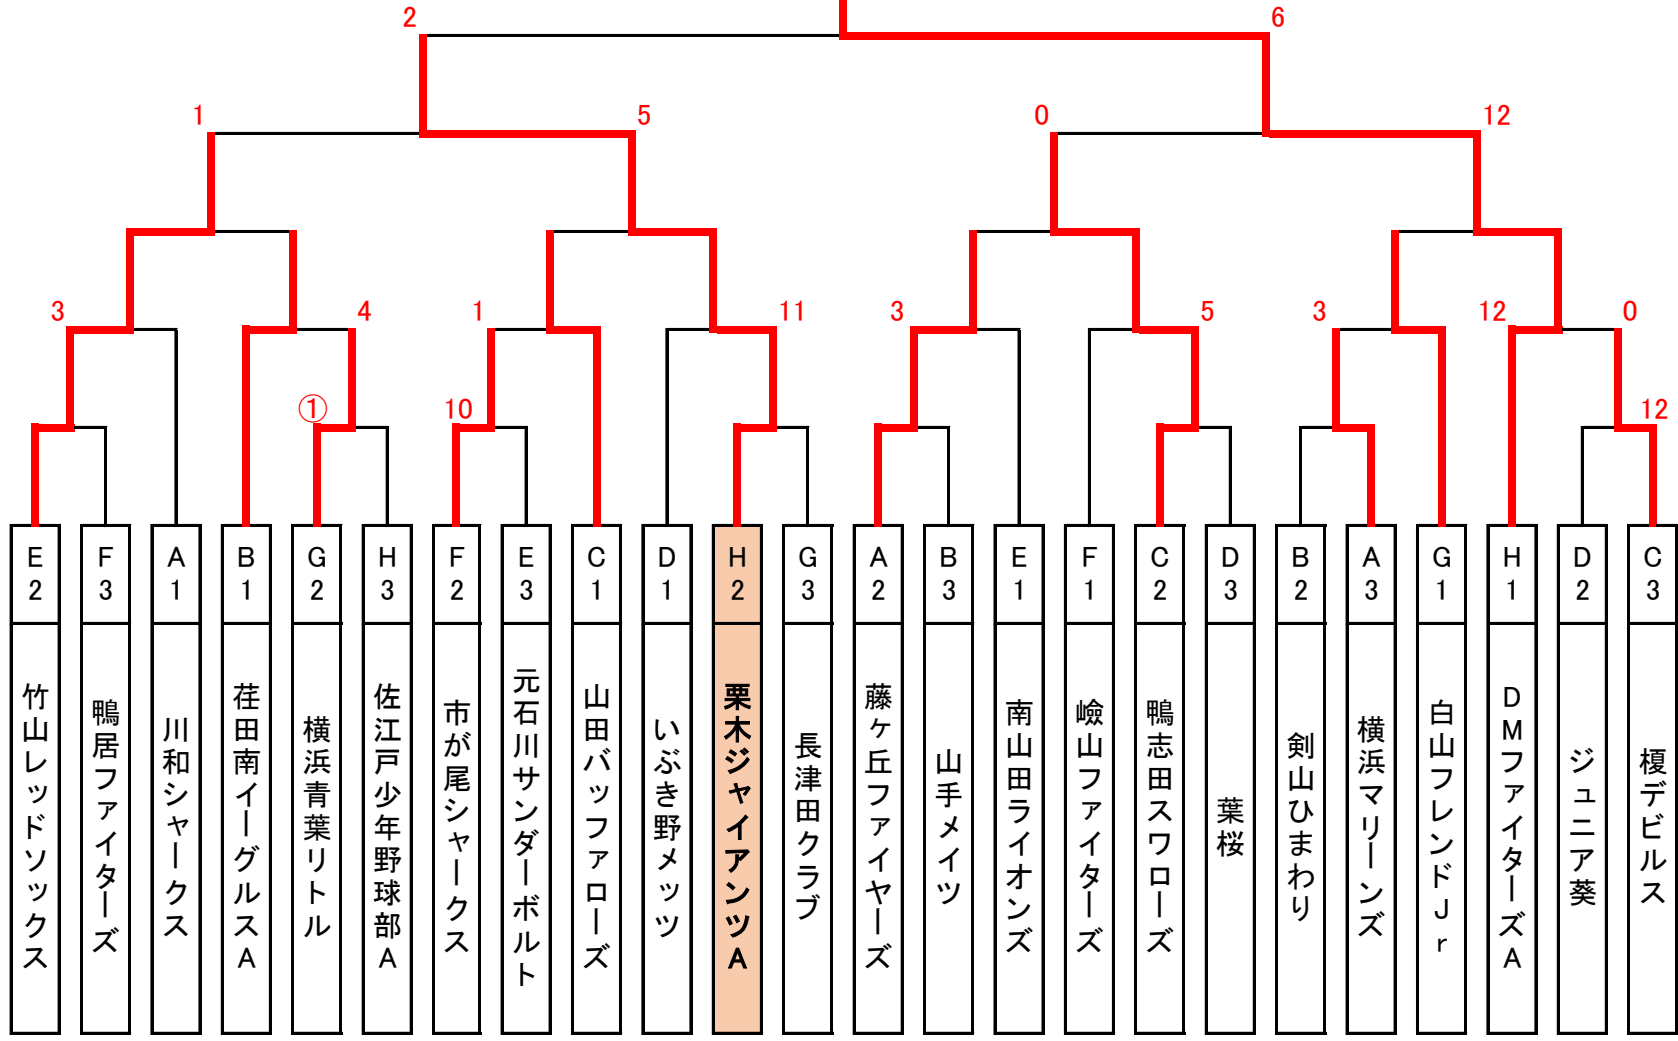 2
6
1
5
0
12
3
4
1
11
3
5
3
12
0
①
10
12
E2
F3
A1
B1
G2
H3
F2
E3
C1
D1
H2
G3
A2
B3
E1
F1
C2
D3
B2
A3
G1
H1
D2
C3
竹山レッドソックス
鴨居ファイターズ
川和シャークス
荏田南イーグルスA
横浜青葉リトル
佐江戸少年野球部A
市が尾シャークス
元石川サンダーボルト
山田バッファローズ
いぶき野メッツ
栗木ジャイアンツA
長津田クラブ
藤ヶ丘ファイヤーズ
山手メイツ
南山田ライオンズ
嶮山ファイターズ
鴨志田スワローズ
葉桜
剣山ひまわり
横浜マリーンズ
白山フレンドJr
DMファイターズA
ジュニア葵
榎デビルス